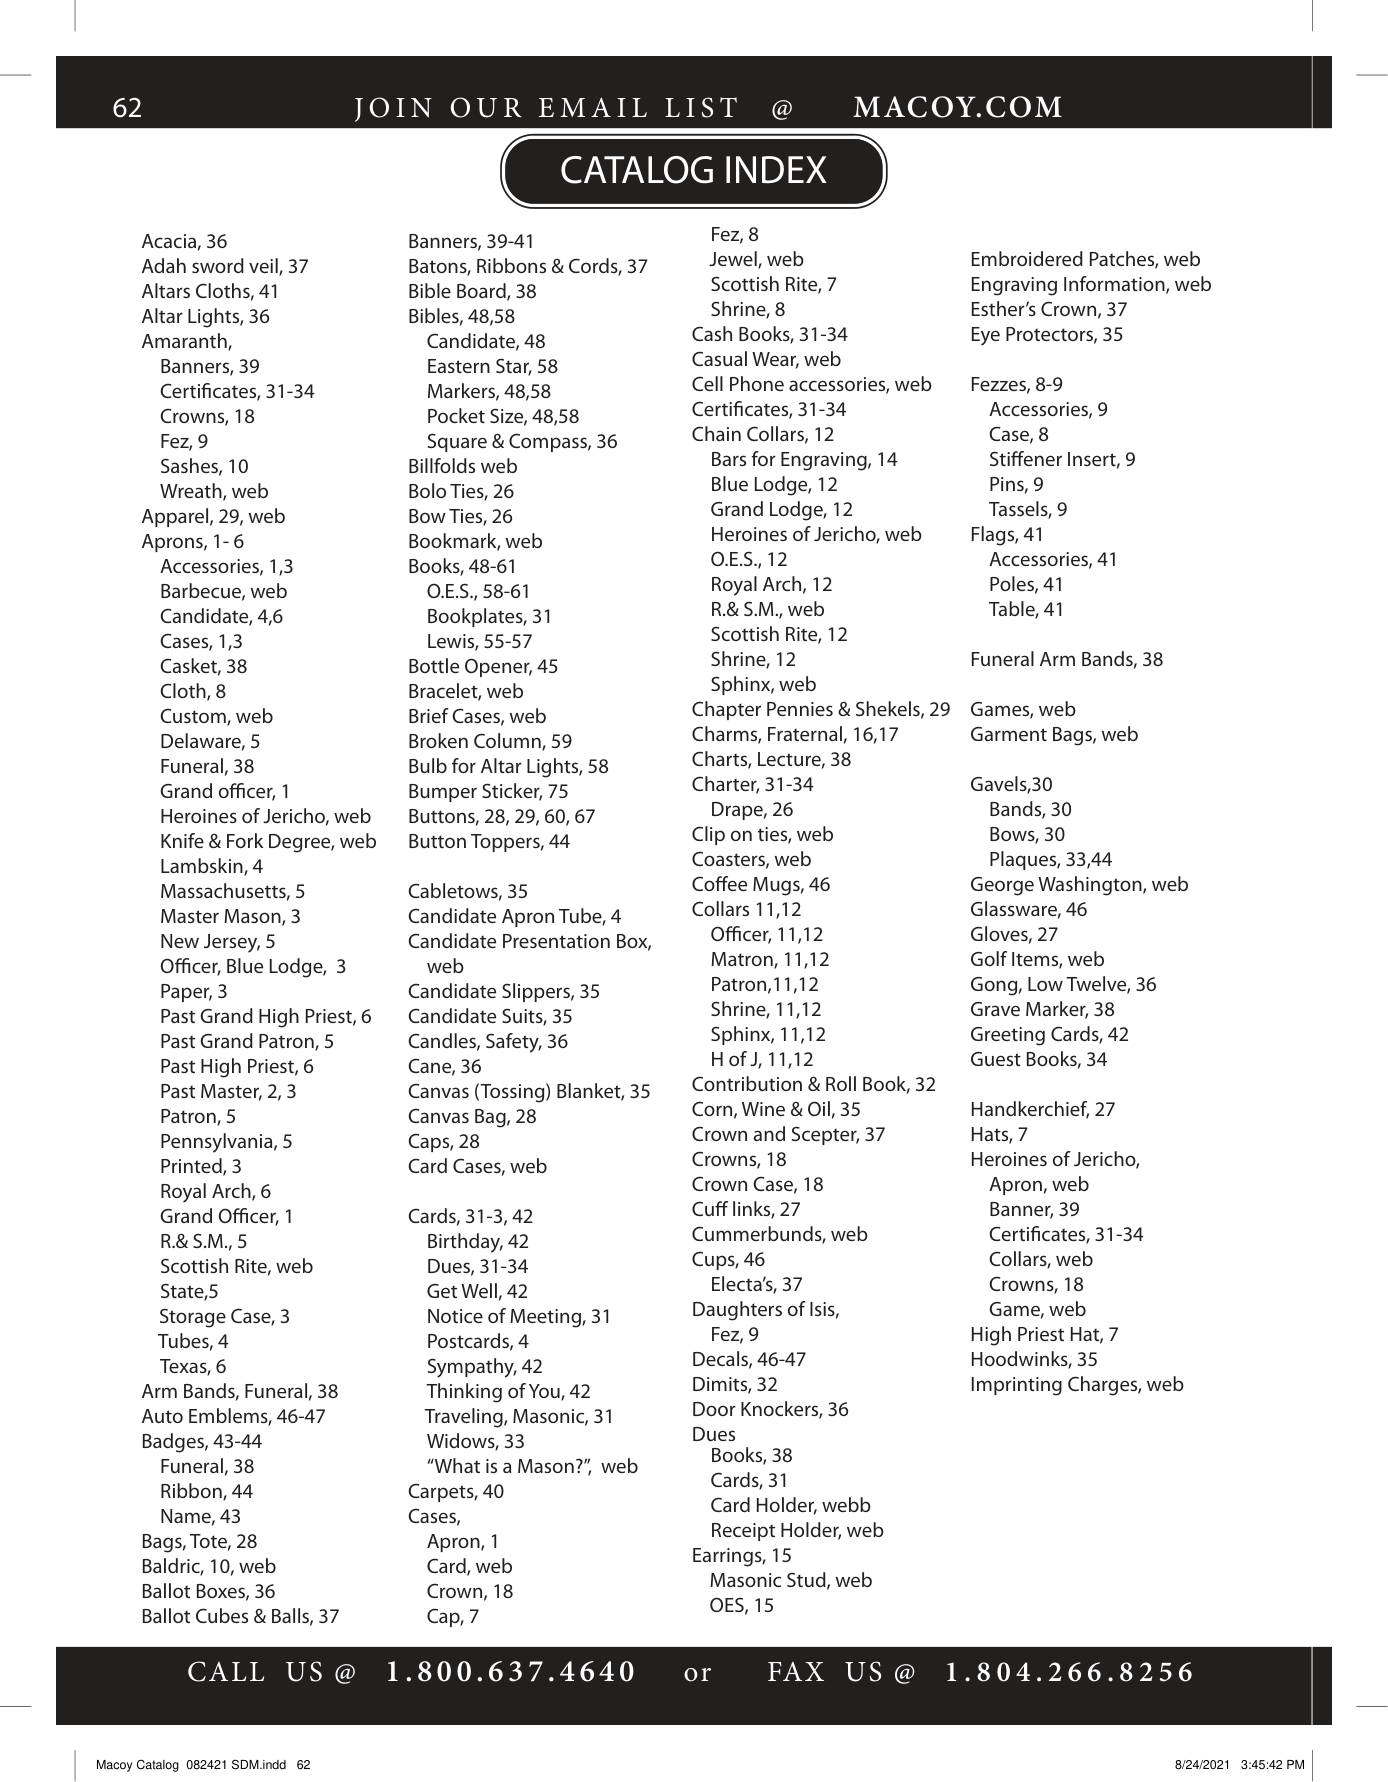 62 JOIN OUR EMAIL LIST @ MACOY.COM
CATALOG INDEX
Acacia, 36
Adah sword veil, 37
Altars Cloths, 41
Altar Lights, 36
Amaranth,
Banners, 39
Certificates, 31-34
Crowns, 18
Fez, 9
Sashes, 10
Wreath, web
Apparel, 29, web
Aprons, 1- 6
Accessories, 1,3
Barbecue, web
Candidate, 4,6
Cases, 1,3
Casket, 38
Cloth, 8
Custom, web
Delaware, 5
Funeral, 38
Grand officer, 1
Heroines of Jericho, web
Knife & Fork Degree, web
Lambskin, 4
Massachusetts, 5
Master Mason, 3
New Jersey, 5
Officer, Blue Lodge, 3
Paper, 3
Past Grand High Priest, 6
Past Grand Patron, 5
Past High Priest, 6
Past Master, 2, 3
Patron, 5
Pennsylvania, 5
Printed, 3
Royal Arch, 6
Grand Officer, 1
R.& S.M., 5
Scottish Rite, web
State,5
Storage Case, 3
Tubes, 4
Texas, 6
Arm Bands, Funeral, 38
Auto Emblems, 46-47
Badges, 43-44
Funeral, 38
Ribbon, 44
Name, 43
Bags, Tote, 28
Baldric, 10, web
Ballot Boxes, 36
Ballot Cubes & Balls, 37
Banners, 39-41
Batons, Ribbons & Cords, 37
Bible Board, 38
Bibles, 48,58
Candidate, 48
Eastern Star, 58
Markers, 48,58
Pocket Size, 48,58
Square & Compass, 36
Billfolds web
Bolo Ties, 26
Bow Ties, 26
Bookmark, web
Books, 48-61
O.E.S., 58-61
Bookplates, 31
Lewis, 55-57
Bottle Opener, 45
Bracelet, web
Brief Cases, web
Broken Column, 59
Bulb for Altar Lights, 58
Bumper Sticker, 75
Buttons, 28, 29, 60, 67
Button Toppers, 44
Cabletows, 35
Candidate Apron Tube, 4
Candidate Presentation Box,
web
Candidate Slippers, 35
Candidate Suits, 35
Candles, Safety, 36
Cane, 36
Canvas (Tossing) Blanket, 35
Canvas Bag, 28
Caps, 28
Card Cases, web
Cards, 31-3, 42
Birthday, 42
Dues, 31-34
Get Well, 42
Notice of Meeting, 31
Postcards, 4
Sympathy, 42
Thinking of You, 42
Traveling, Masonic, 31
Widows, 33
“What is a Mason?”, web
Carpets, 40
Cases,
Apron, 1
Card, web
Crown, 18
Cap, 7
Fez, 8
Jewel, web
Scottish Rite, 7
Shrine, 8
Cash Books, 31-34
Casual Wear, web
Cell Phone accessories, web
Certificates, 31-34
Chain Collars, 12
Bars for Engraving, 14
Blue Lodge, 12
Grand Lodge, 12
Heroines of Jericho, web
O.E.S., 12
Royal Arch, 12
R.& S.M., web
Scottish Rite, 12
Shrine, 12
Sphinx, web
Chapter Pennies & Shekels, 29
Charms, Fraternal, 16,17
Charts, Lecture, 38
Charter, 31-34
Drape, 26
Clip on ties, web
Coasters, web
Coffee Mugs, 46
Collars 11,12
Officer, 11,12
Matron, 11,12
Patron,11,12
Shrine, 11,12
Sphinx, 11,12
H of J, 11,12
Contribution & Roll Book, 32
Corn, Wine & Oil, 35
Crown and Scepter, 37
Crowns, 18
Crown Case, 18
Cuff links, 27
Cummerbunds, web
Cups, 46
Electa’s, 37
Daughters of Isis,
Fez, 9
Decals, 46-47
Dimits, 32
Door Knockers, 36
Dues
Books, 38
Cards, 31
Card Holder, webb
Receipt Holder, web
Earrings, 15
Masonic Stud, web
OES, 15
Embroidered Patches, web
Engraving Information, web
Esther’s Crown, 37
Eye Protectors, 35
Fezzes, 8-9
Accessories, 9
Case, 8
Stiffener Insert, 9
Pins, 9
Tassels, 9
Flags, 41
Accessories, 41
Poles, 41
Table, 41
Funeral Arm Bands, 38
Games, web
Garment Bags, web
Gavels,30
Bands, 30
Bows, 30
Plaques, 33,44
George Washington, web
Glassware, 46
Gloves, 27
Golf Items, web
Gong, Low Twelve, 36
Grave Marker, 38
Greeting Cards, 42
Guest Books, 34
Handkerchief, 27
Hats, 7
Heroines of Jericho,
Apron, web
Banner, 39
Certificates, 31-34
Collars, web
Crowns, 18
Game, web
High Priest Hat, 7
Hoodwinks, 35
Imprinting Charges, web
CALL US @ 1.800.637.4640 or FAX US @ 1.804.266.8256
Macoy Catalog 082421 SDM.indd 62 8/24/2021 3:45:42 PM